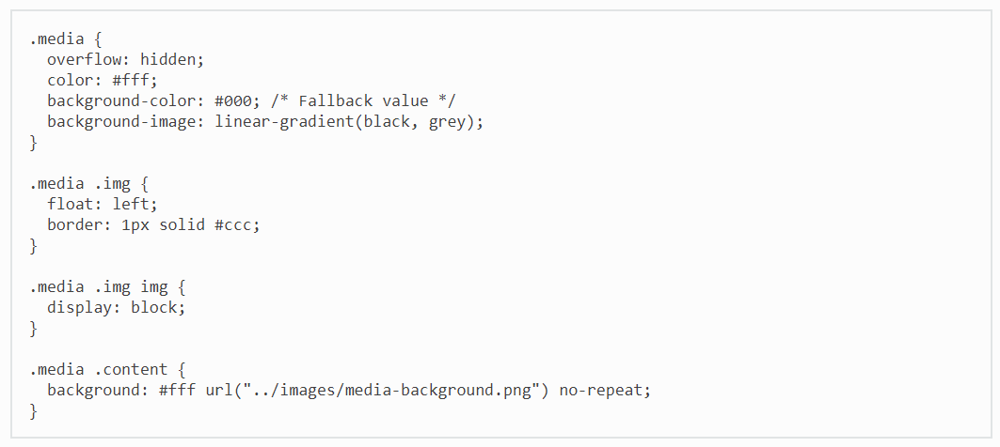 .media {
  overflow: hidden;
  color: #fff;
  background-color: #000; /* Fallback value */
  background-image: linear-gradient(black, grey);
}

.media .img {
  float: left;
  border: 1px solid #ccc;
}

.media .img img {
  display: block;
}

.media .content {
  background: #fff url("../images/media-background.png") no-repeat;
}